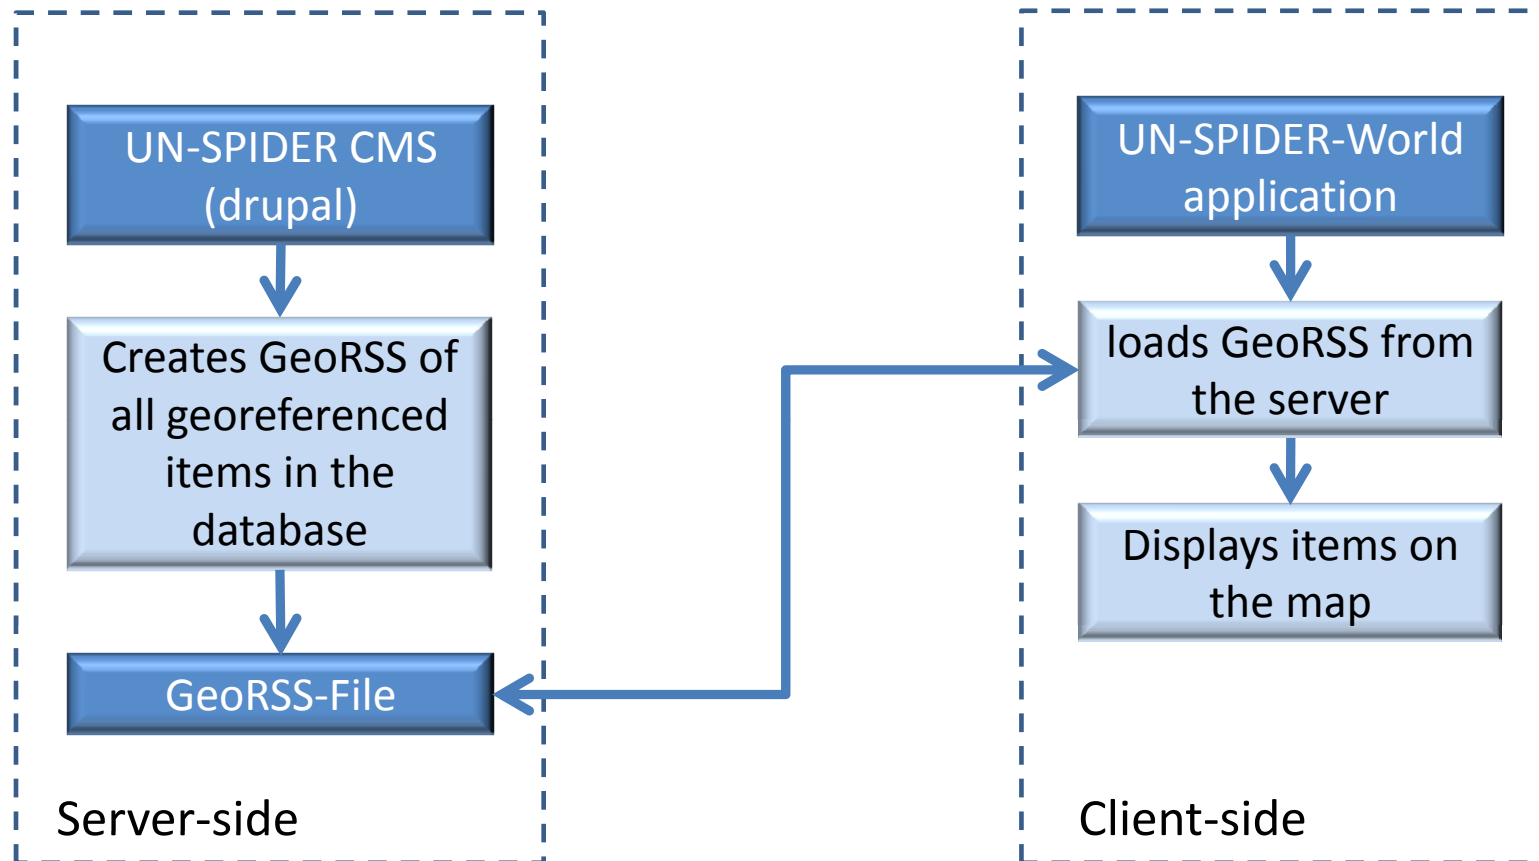 UN-SPIDER CMS
(drupal)
Creates GeoRSS of
all georeferenced
items in the
database
GeoRSS-File
Server-side
UN-SPIDER-World
application
loads GeoRSS from
the server
Displays items on
the map
Client-side